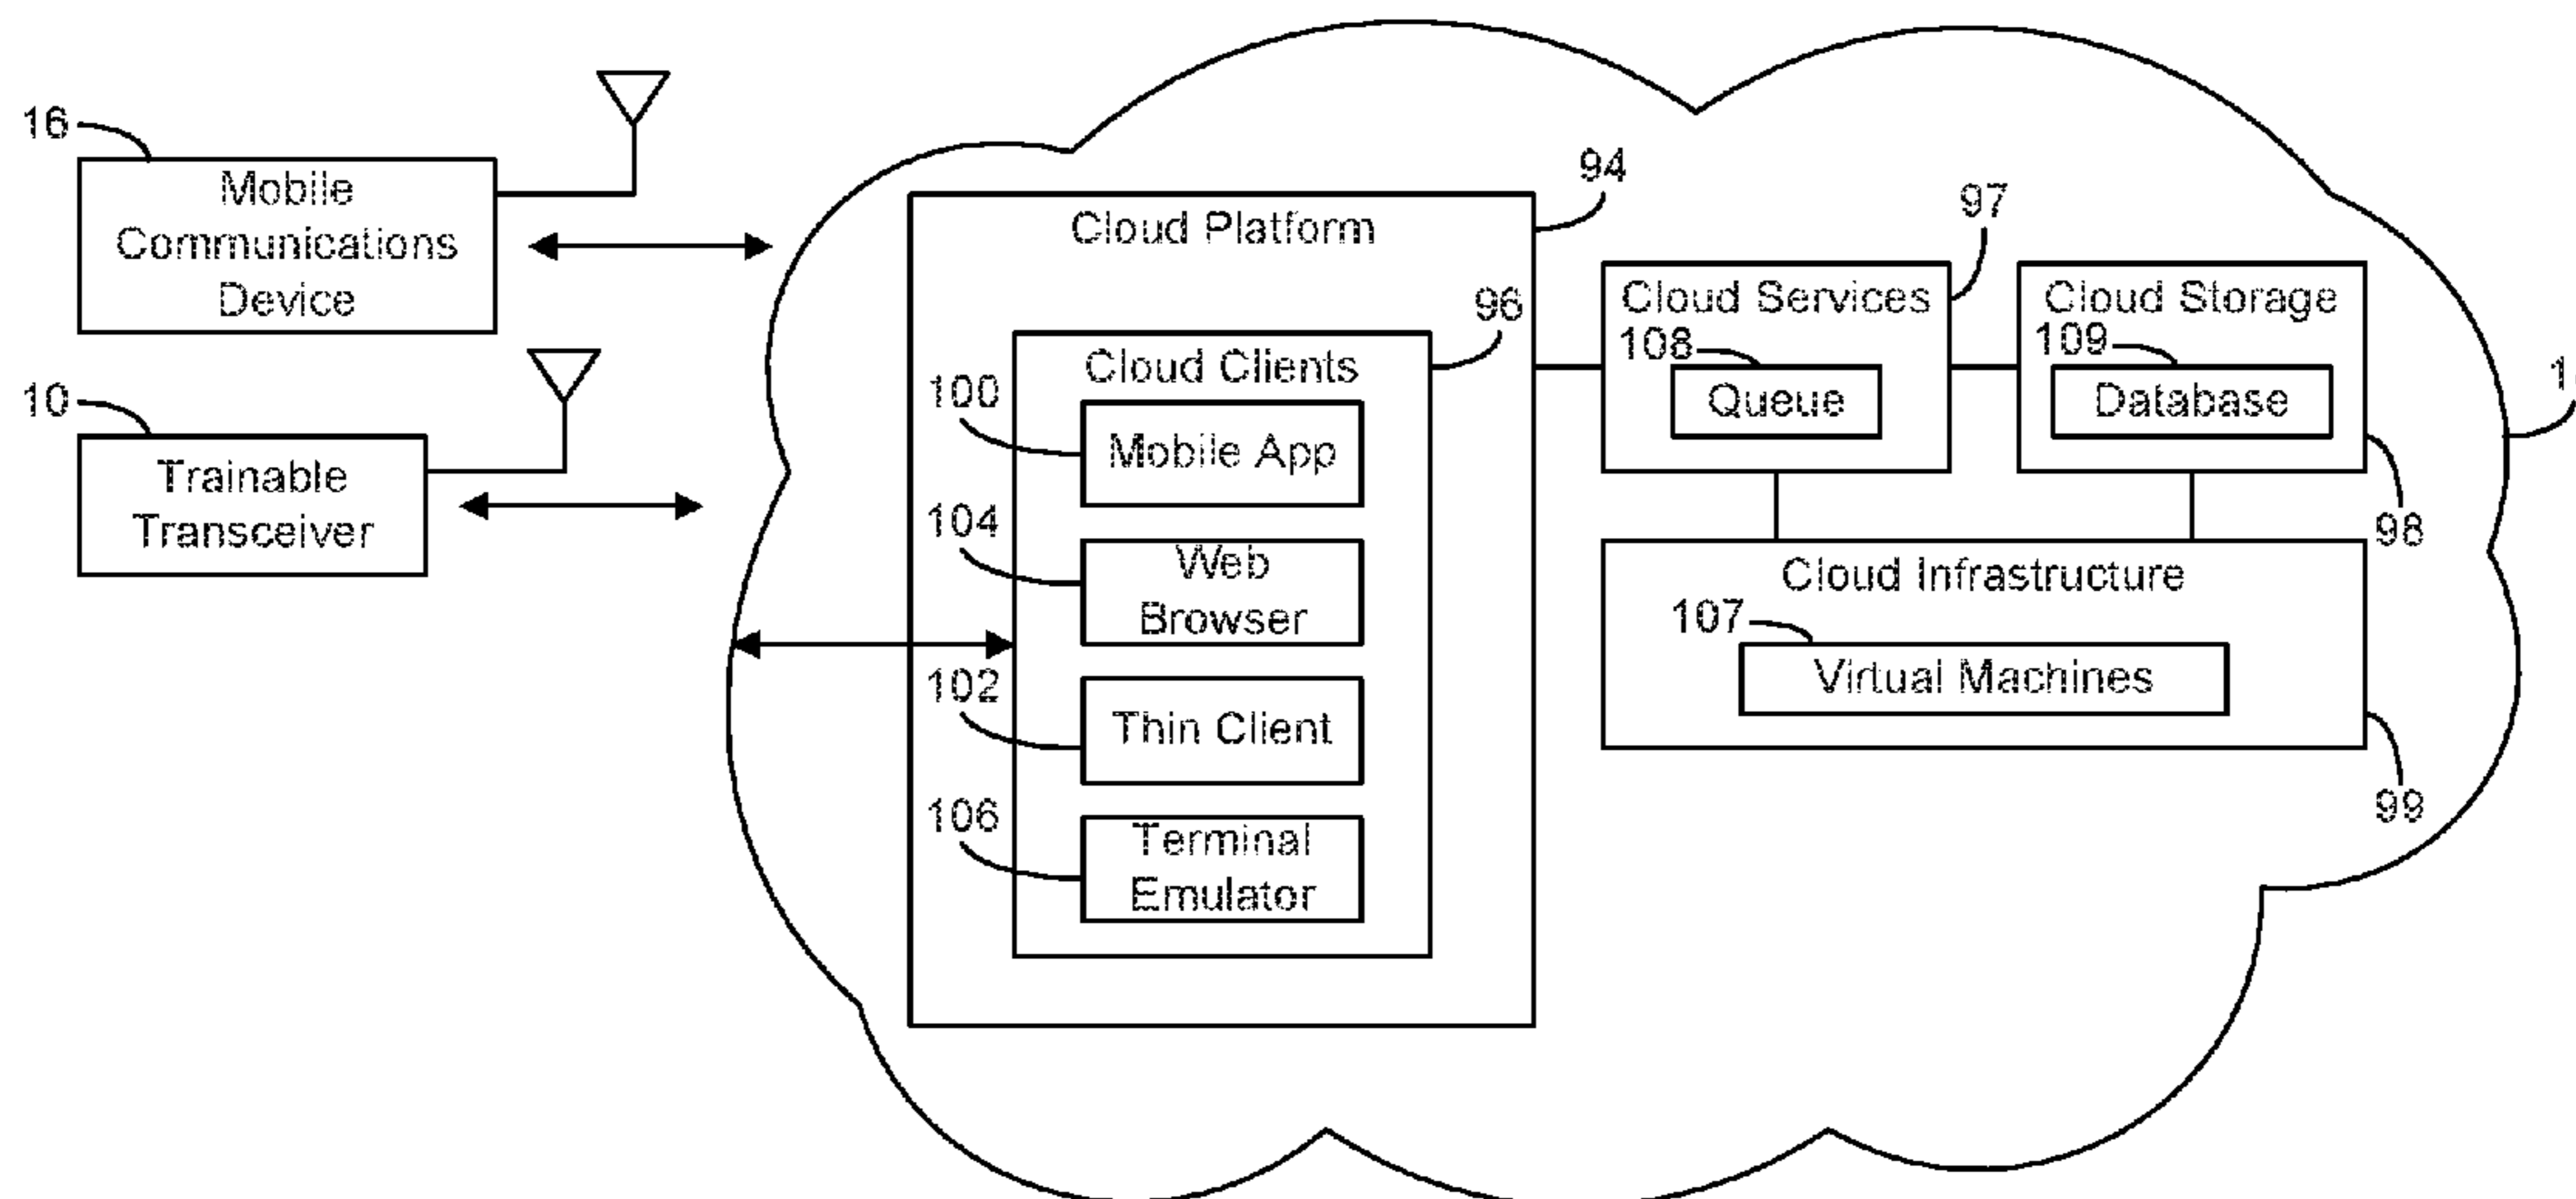 16
Mobile
Communications
Device
10
Trainable
Transceiver
94
Cloud Platform
96
Cloud Clients
100
Mobile App
104
Web
Browser
102
Thin Client
106
Terminal
Emulator
97
Cloud Services
108
Queue
Cloud Storage
109
Database
98
Cloud Infrastructure
107
Virtual Machines
99